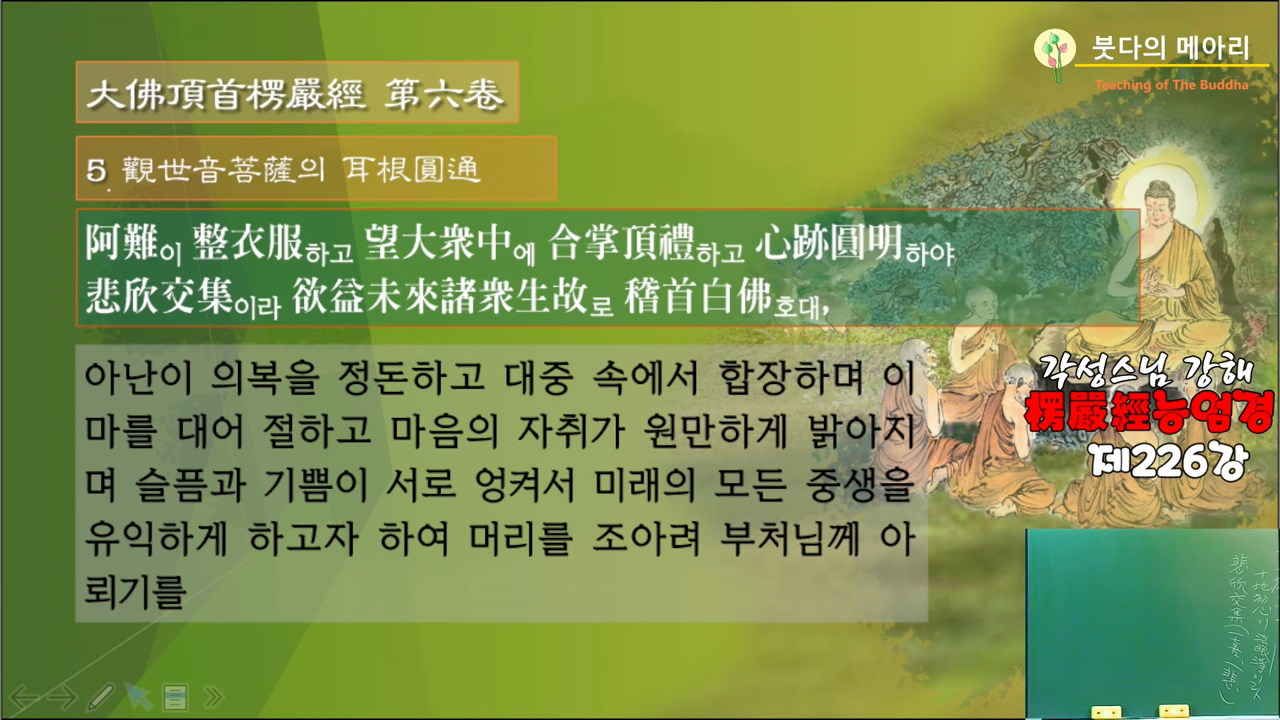 붓다의 메아리
Teaching of The Buddha
大佛頂首楞嚴經 第六卷
5. 觀世音菩薩의 耳根圓通
阿難이 整衣服하고 望大衆中에 合掌頂禮하고 心跡圓明하야
悲欣交集이라 欲益未來諸衆生故로 稽首白佛호대,
아난이 의복을 정돈하고 대중 속에서 합장하며 이
마를 대어 절하고 마음의 자취가 원만하게 밝아지
며 슬픔과 기쁨이 서로 엉켜서 미래의 모든 중생을
유익하게 하고자 하여 머리를 조아려 부처님께 아
뢰기를
각성스님 강해
楞嚴經능엄경
제226강
悲欣交集